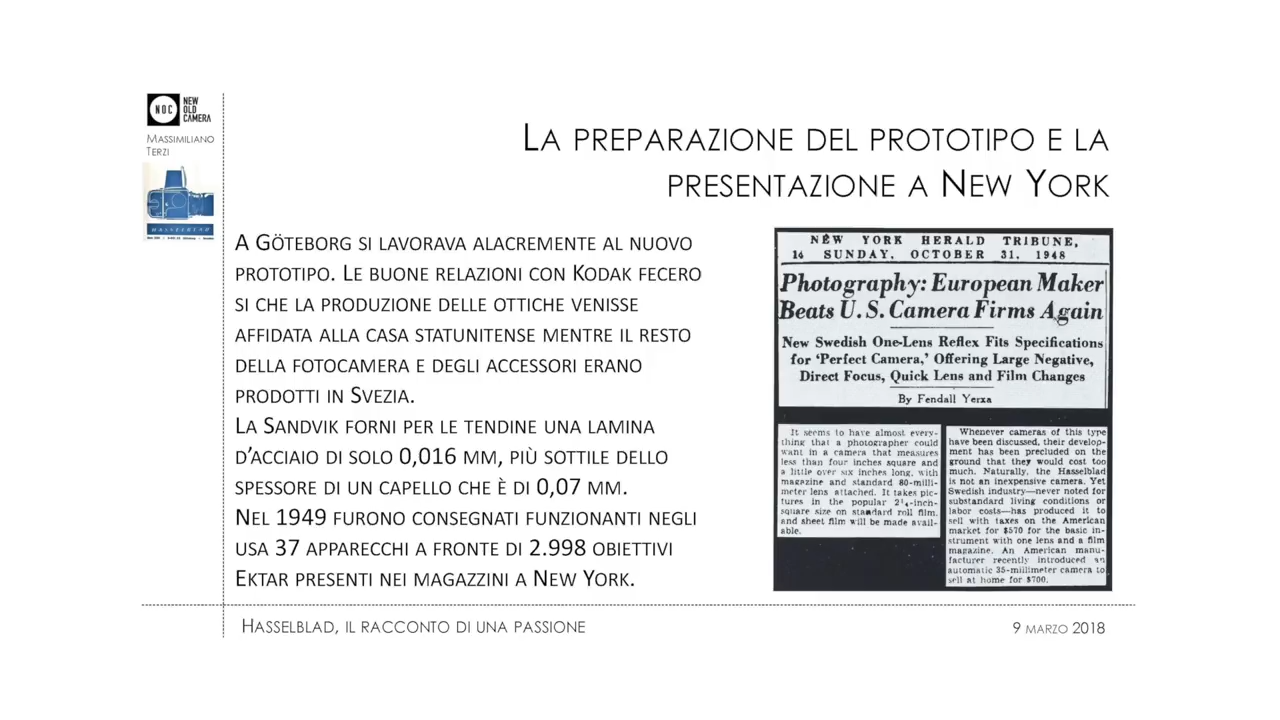 NOC NEW
OLD
CAMERA
Massimiliano
Terzi
HASSELBLAD
La preparazione del prototipo e la
presentazione a New York
A Göteborg si lavorava alacremente al nuovo
prototipo. Le buone relazioni con Kodak fecero
si che la produzione delle ottiche venisse
affidata alla casa statunitense mentre il resto
della fotocamera e degli accessori erano
prodotti in Svezia.
La Sandvik forni per le tendine una lamina
d'acciaio di solo 0,016 mm, più sottile dello
spessore di un capello che è di 0,07 mm.
Nel 1949 furono consegnati funzionanti negli
usa 37 apparecchi a fronte di 2.998 obiettivi
Ektar presenti nei magazzini a New York.
NEW YORK HERALD TRIBUNE,
14 SUNDAY, OCTOBER 31, 1948
Photography: European Maker
Beats U.S. Camera Firms Again
New Swedish One-Lens Reflex Fits Specifications
for 'Perfect Camera,' Offering Large Negative,
Direct Focus, Quick Lens and Film Changes
By Fendall Yerxa
It seems to have almost every-
thing that a photographer could
want in a camera that measures
less than four inches square and
a little over six inches long, with
magazine and standard 80-milli-
meter lens attached. It takes pic-
tures in the popular 2¼-inch-
square size on standard roll film,
and sheet film will be made avail-
able.
Whenever cameras of this type
have been discussed, their develop-
ment has been precluded on the
ground that they would cost too
much. Naturally, the Hasselblad
is not an inexpensive camera. Yet
Swedish industry—never noted for
substandard living conditions or
labor costs—has produced it to
sell with taxes on the American
market for $570 for the basic in-
strument with one lens and a film
magazine. An American manu-
facturer recently introduced an
automatic 35-millimeter camera to
sell at home for $700.
Hasselblad, il racconto di una passione
9 marzo 2018